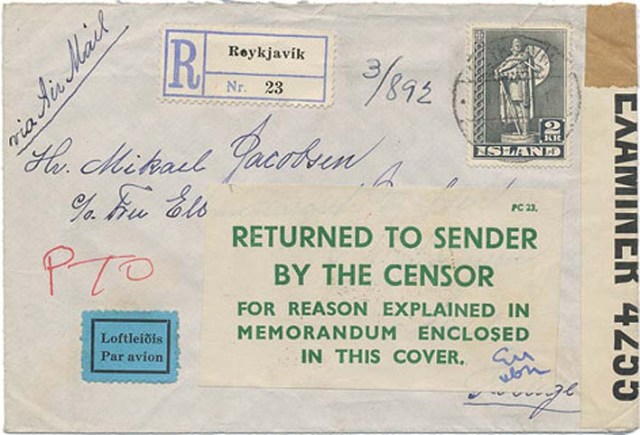 via Air Mail
R
Reykjavík
Nr. 23
3/892
2
KR
ISLAND
Hr. Mikael Jacobsen
c/o Fru
PC 23.
RETURNED TO SENDER
BY THE CENSOR
FOR REASON EXPLAINED IN
MEMORANDUM ENCLOSED
IN THIS COVER.
PTO
Loftleiðis
Par avion
EXAMINER 4255